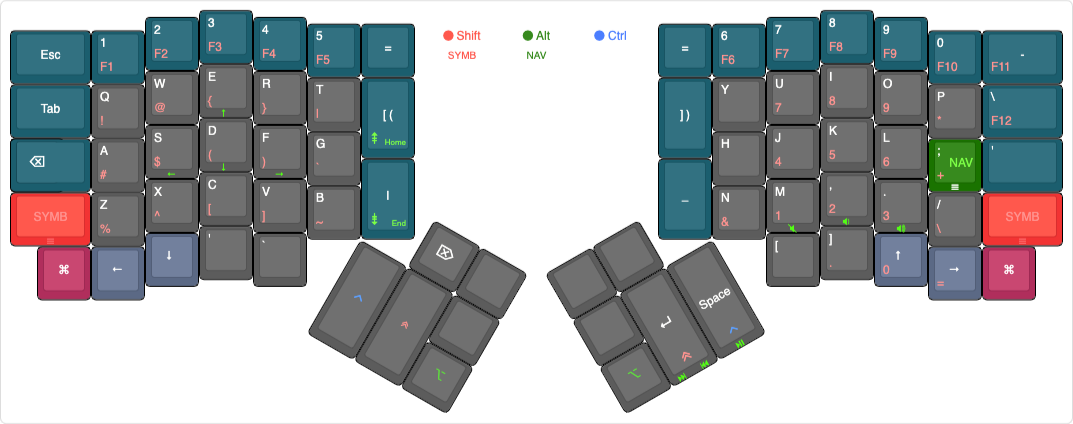 Esc
1
F1
2
F2
3
F3
4
F4
5
F5
=
Shift
Alt
Ctrl
SYMB
NAV
=
6
F6
7
F7
8
F8
9
F9
0
F10
-
F11
Tab
Q
!
W
@
E
{
↑
R
}
T
|
[ (
Home
] )
Y
U
7
I
8
O
9
P
*
\
F12
⌫
A
#
S
$
←
D
(
↓
F
)
→
G
`
|
End
–
H
J
4
K
5
L
6
;
+
NAV
'
SYMB
Z
%
X
^
C
[
V
]
B
~
N
&
M
1
,
2
.
3
/
\
SYMB
⌘
←
↓
'
`
⌫
[
]
.
↑
0
→
=
⌘
⌥
↵
Space
⌥